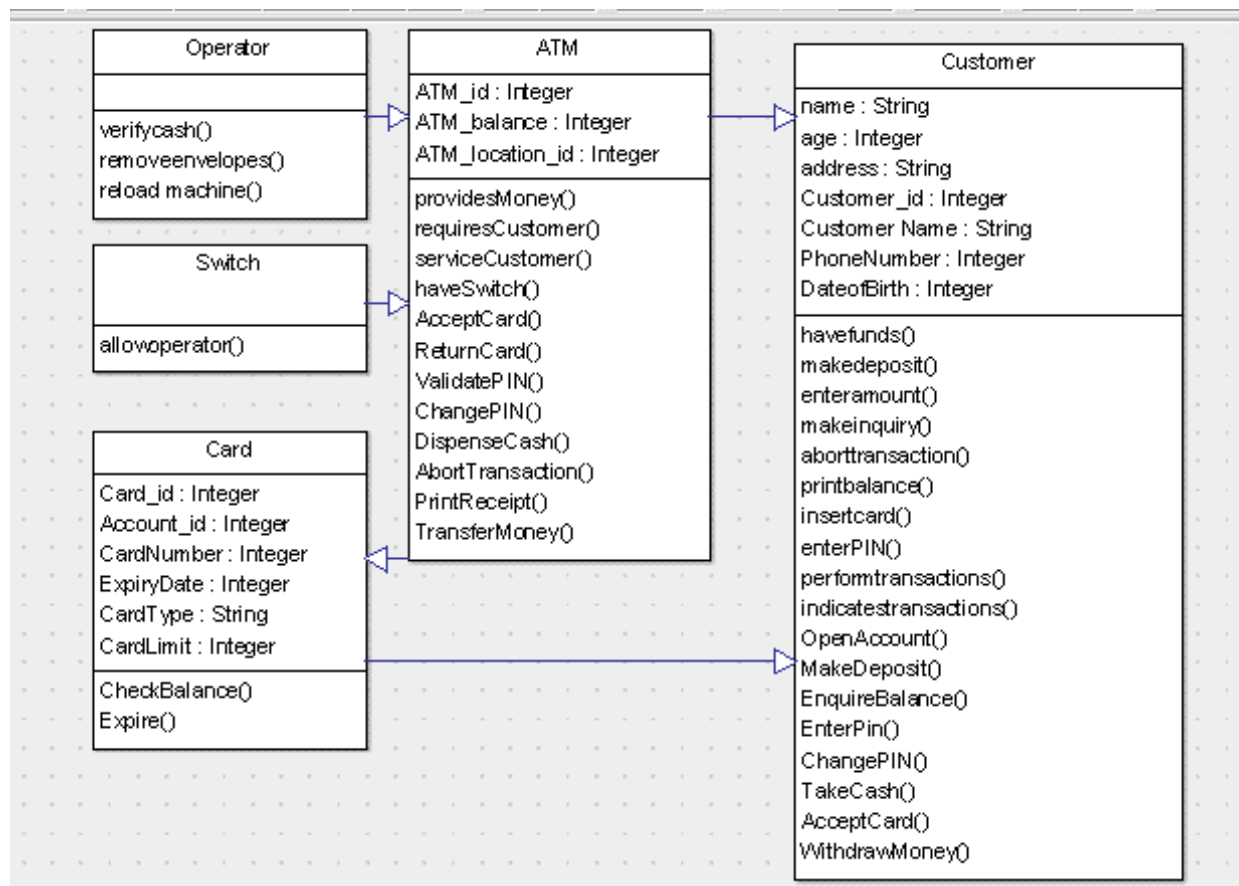 Operator
verifycash()
removeenvelopes()
reload machine()
Switch
allowoperator()
Card
Card_id : Integer
Account_id : Integer
CardNumber : Integer
ExpiryDate : Integer
CardType : String
CardLimit : Integer
CheckBalance()
Expire()
ATM
ATM_id : Integer
ATM_balance : Integer
ATM_location_id : Integer
providesMoney()
requiresCustomer()
serviceCustomer()
haveSwitch()
AcceptCard()
ReturnCard()
ValidatePIN()
ChangePIN()
DispenseCash()
AbortTransaction()
PrintReceipt()
TransferMoney()
Customer
name : String
age : Integer
address : String
Customer_id : Integer
Customer Name : String
PhoneNumber : Integer
DateofBirth : Integer
havefunds()
makedeposit()
enteramount()
makeinquiry()
aborttransaction()
printbalance()
insertcard()
enterPIN()
performtransactions()
indicatestransactions()
OpenAccount()
MakeDeposit()
EnquireBalance()
EnterPin()
ChangePIN()
TakeCash()
AcceptCard()
WithdrawMoney()